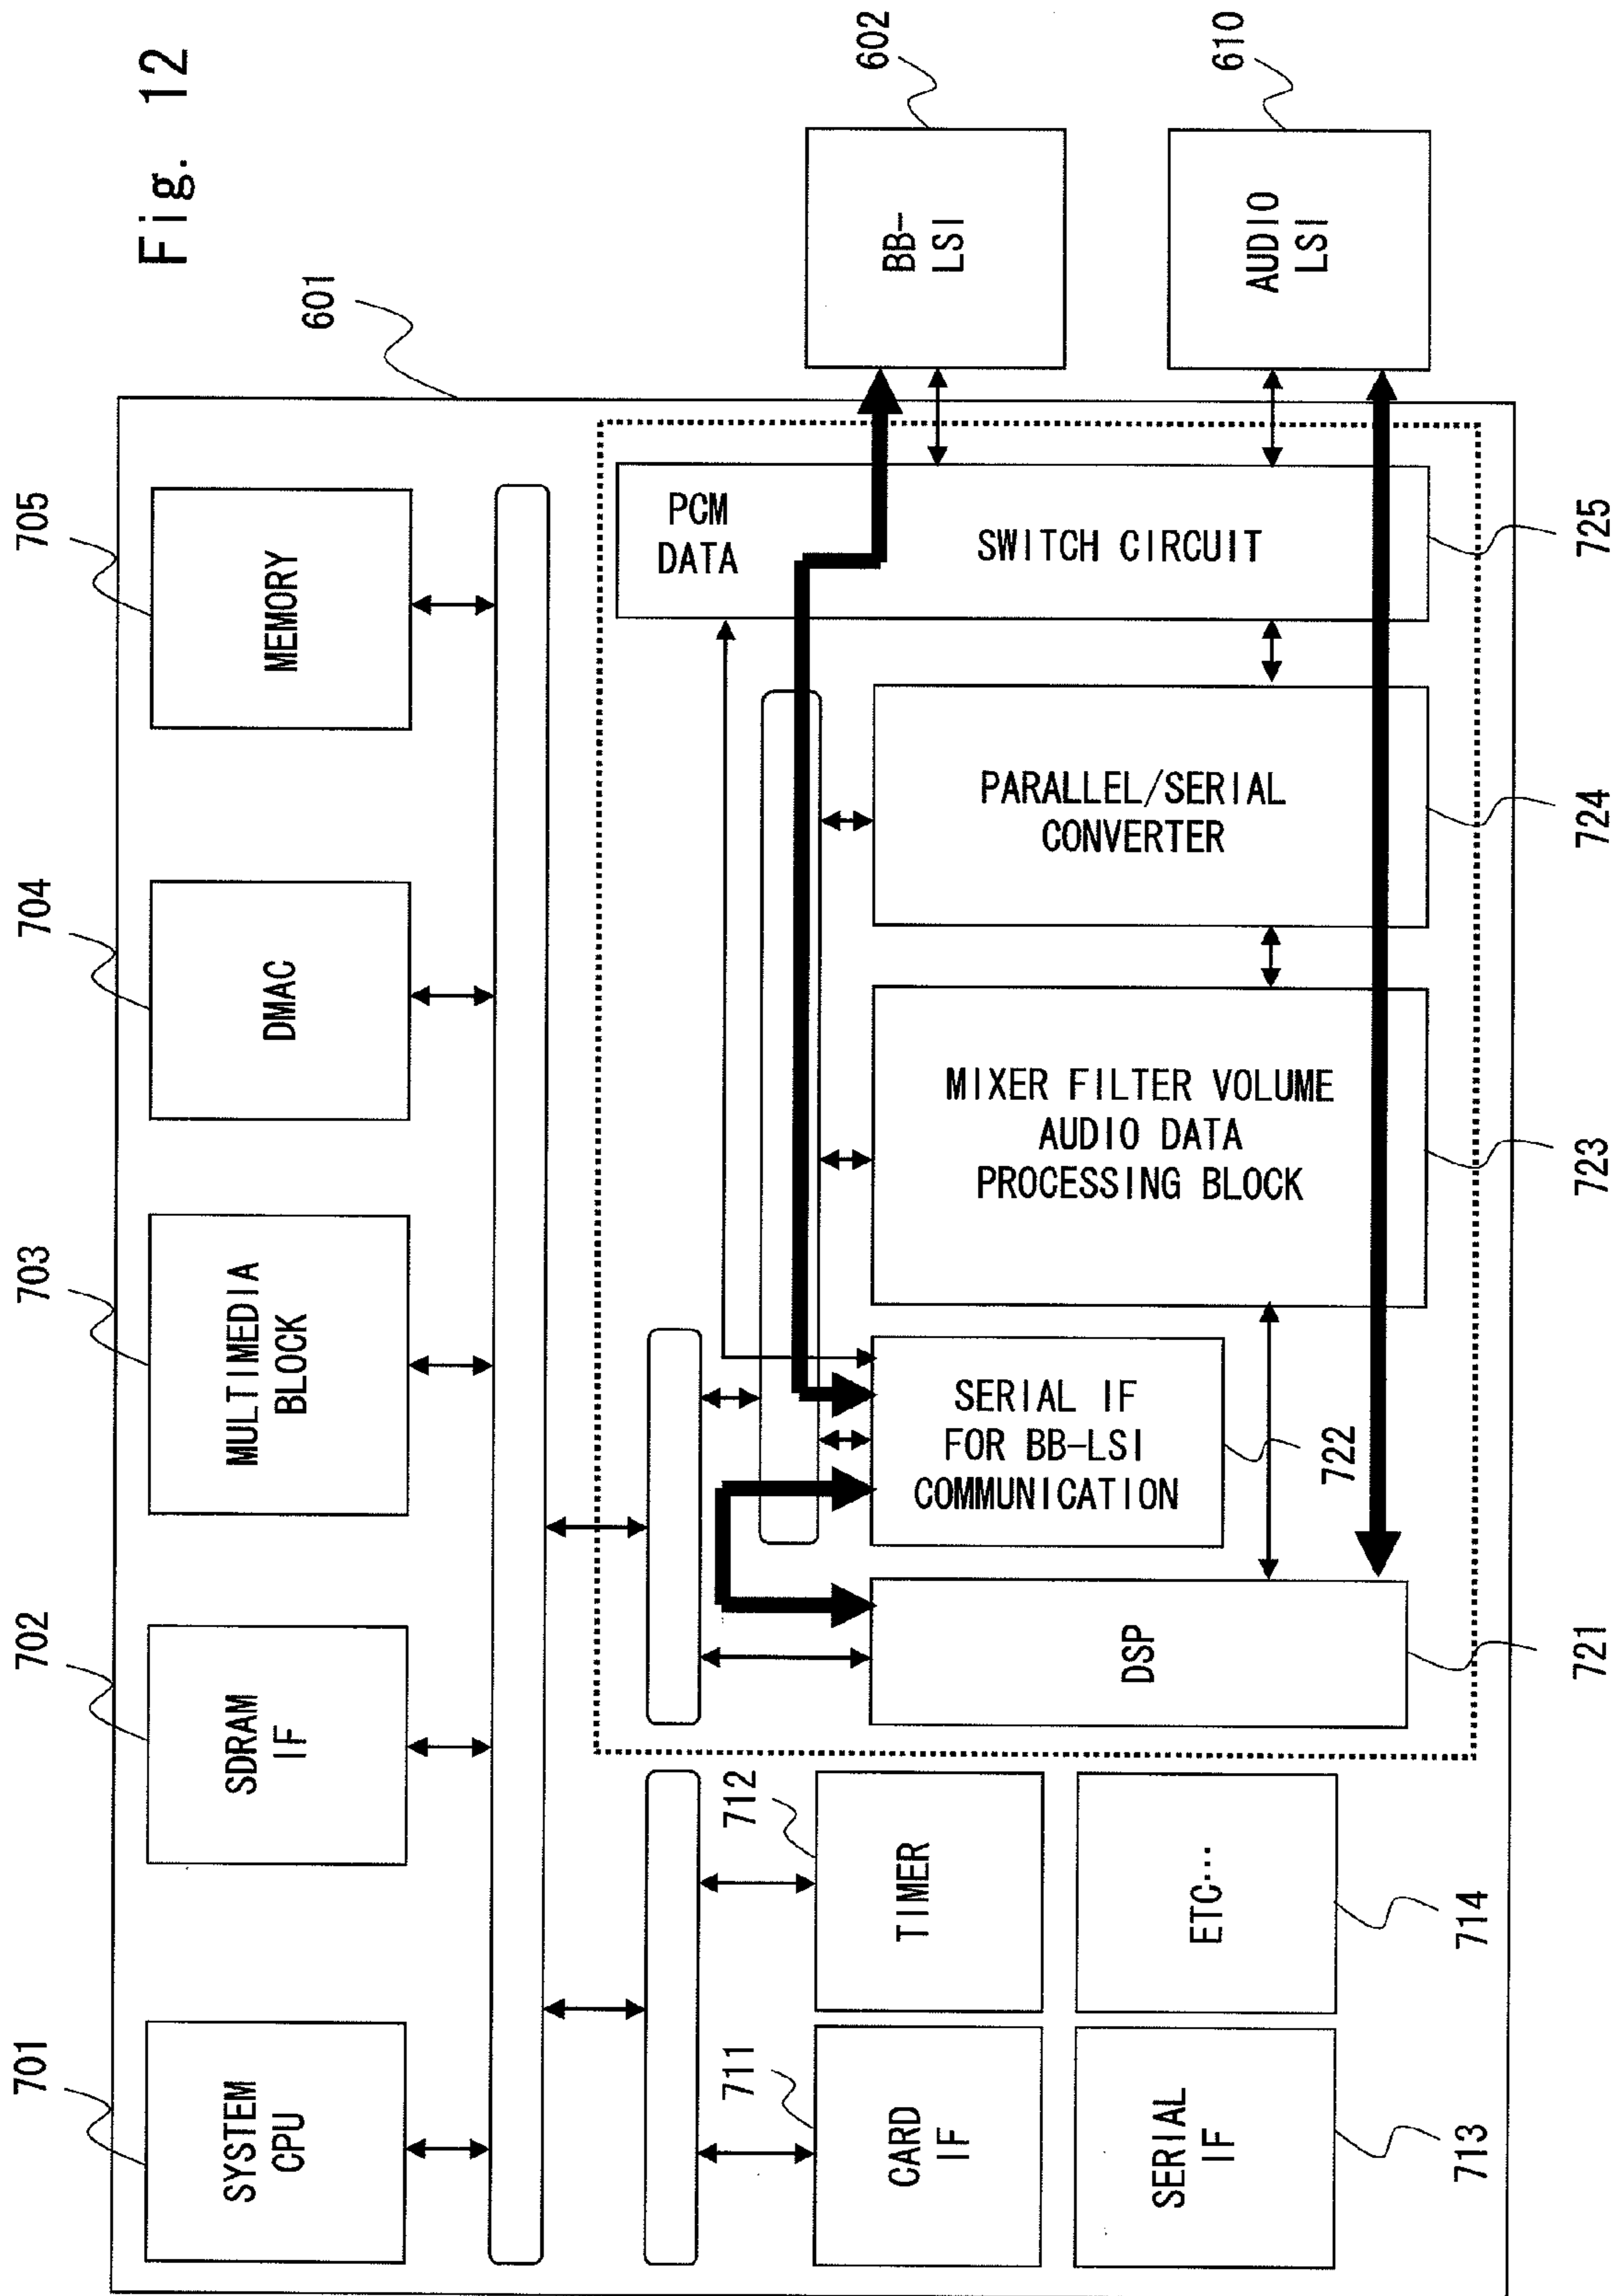 Fig. 12
601
701
702
703
704
705
SYSTEM
CPU
SDRAM
IF
MULTIMEDIA
BLOCK
DMAC
MEMORY
711
712
CARD
IF
TIMER
SERIAL
IF
ETC…
713
714
DSP
721
SERIAL IF
FOR BB-LSI
COMMUNICATION
722
MIXER FILTER VOLUME
AUDIO DATA
PROCESSING BLOCK
723
PARALLEL/SERIAL
CONVERTER
724
PCM
DATA
SWITCH CIRCUIT
725
BB-
LSI
602
AUDIO
LSI
610